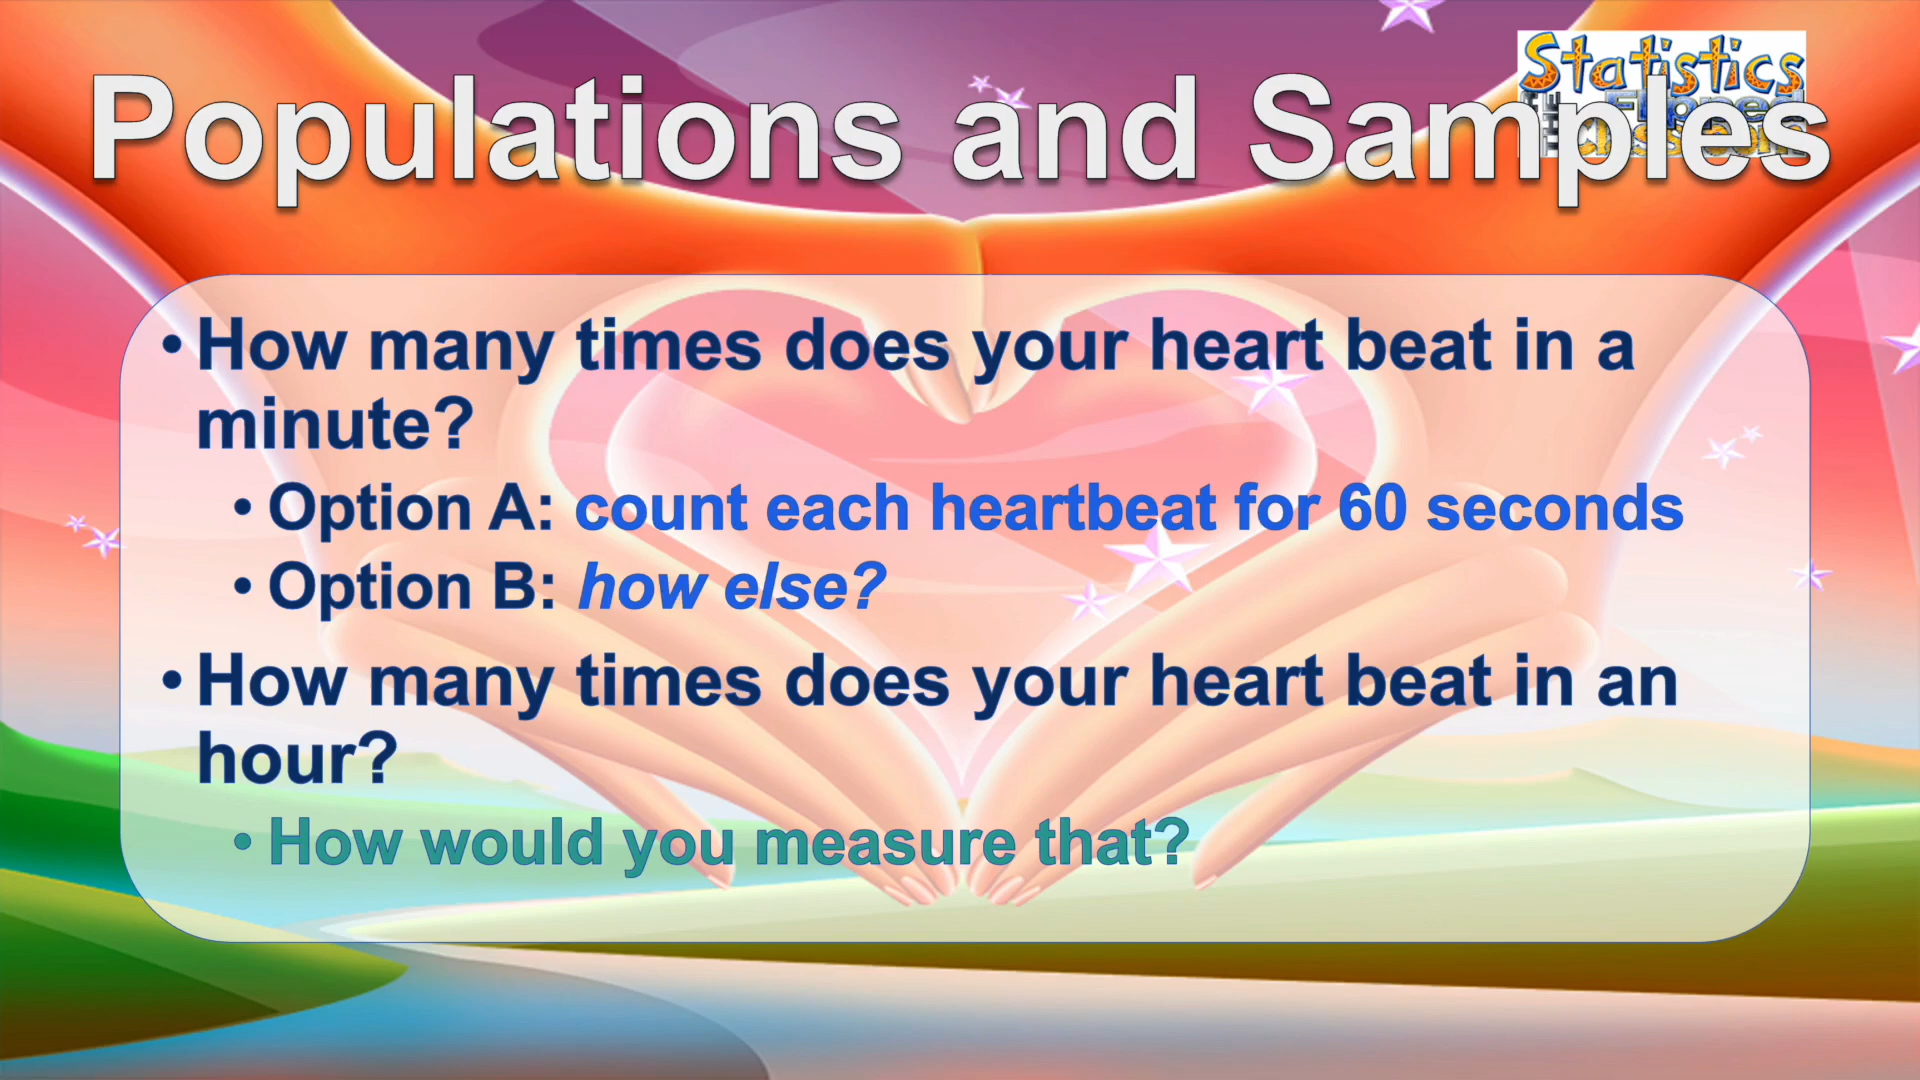 Statistics
Populations and Samples
• How many times does your heart beat in a
minute?
• Option A: count each heartbeat for 60 seconds
• Option B: how else?
• How many times does your heart beat in an
hour?
• How would you measure that?